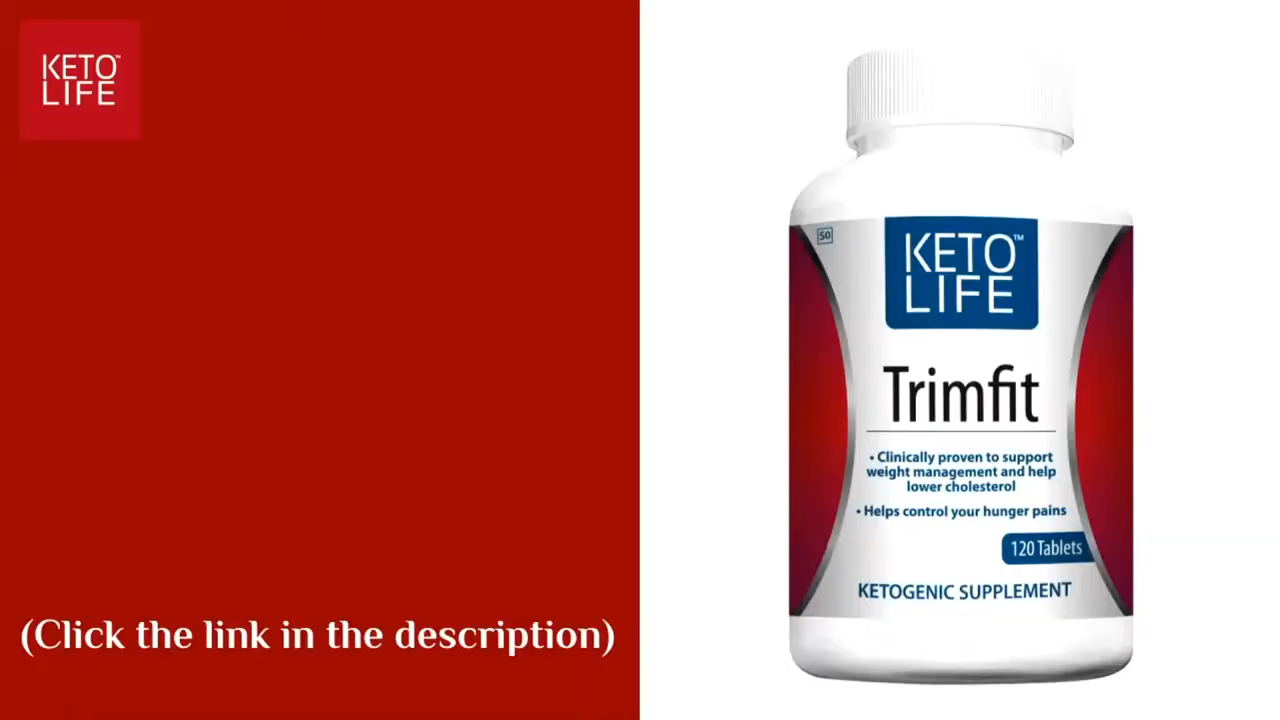 KETO™
LIFE
(Click the link in the description)
S0
KETO™
LIFE
Trimfit
• Clinically proven to support
weight management and help
lower cholesterol
• Helps control your hunger pains
120 Tablets
KETOGENIC SUPPLEMENT